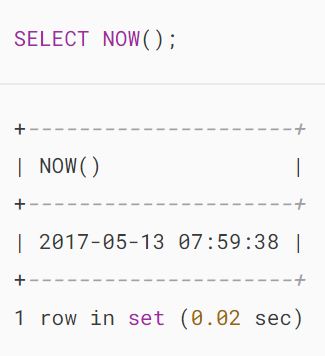 SELECT NOW();
+---------------------+
| NOW()               |
+---------------------+
| 2017-05-13 07:59:38 |
+---------------------+
1 row in set (0.02 sec)